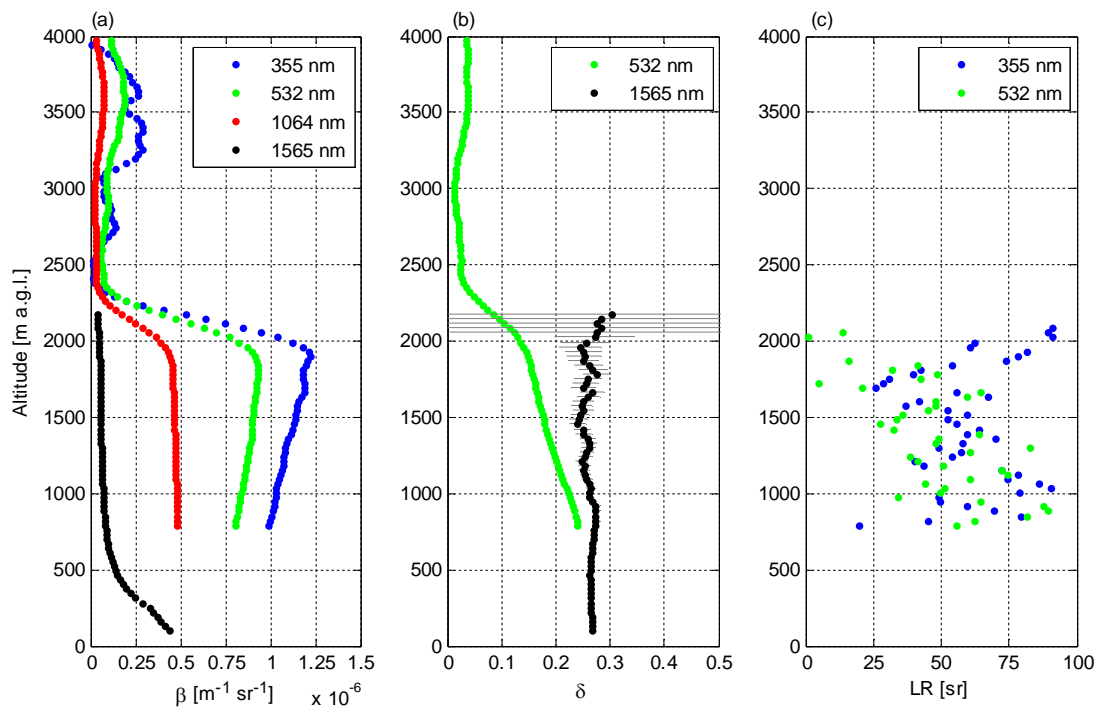 (a)
4000
3500
3000
2500
2000
1500
1000
500
0
Altitude [m a.g.l.]
355 nm
532 nm
1064 nm
1565 nm
0 0.25 0.5 0.75 1 1.25 1.5
β [m⁻¹ sr⁻¹] x 10⁻⁶
(b)
4000
3500
3000
2500
2000
1500
1000
500
0
532 nm
1565 nm
0 0.1 0.2 0.3 0.4 0.5
δ
(c)
4000
3500
3000
2500
2000
1500
1000
500
0
355 nm
532 nm
0 25 50 75 100
LR [sr]